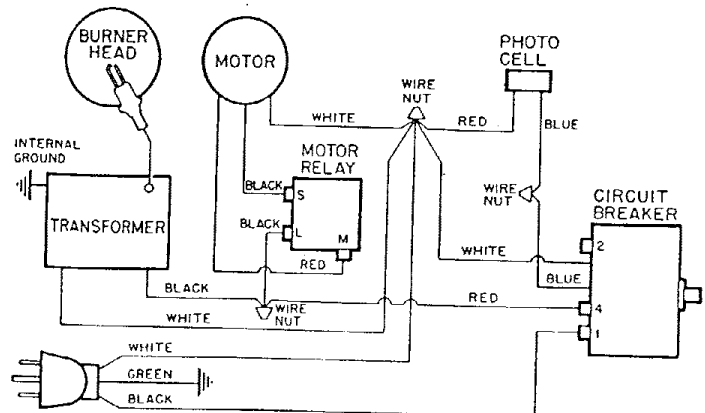 BURNER
HEAD
MOTOR
PHOTO
CELL
WIRE
NUT
WHITE
RED
BLUE
INTERNAL
GROUND
MOTOR
RELAY
TRANSFORMER
BLACK
S
BLACK
L
M
RED
WIRE
NUT
CIRCUIT
BREAKER
2
WHITE
BLUE
BLACK
WIRE
NUT
RED
4
WHITE
1
WHITE
GREEN
BLACK